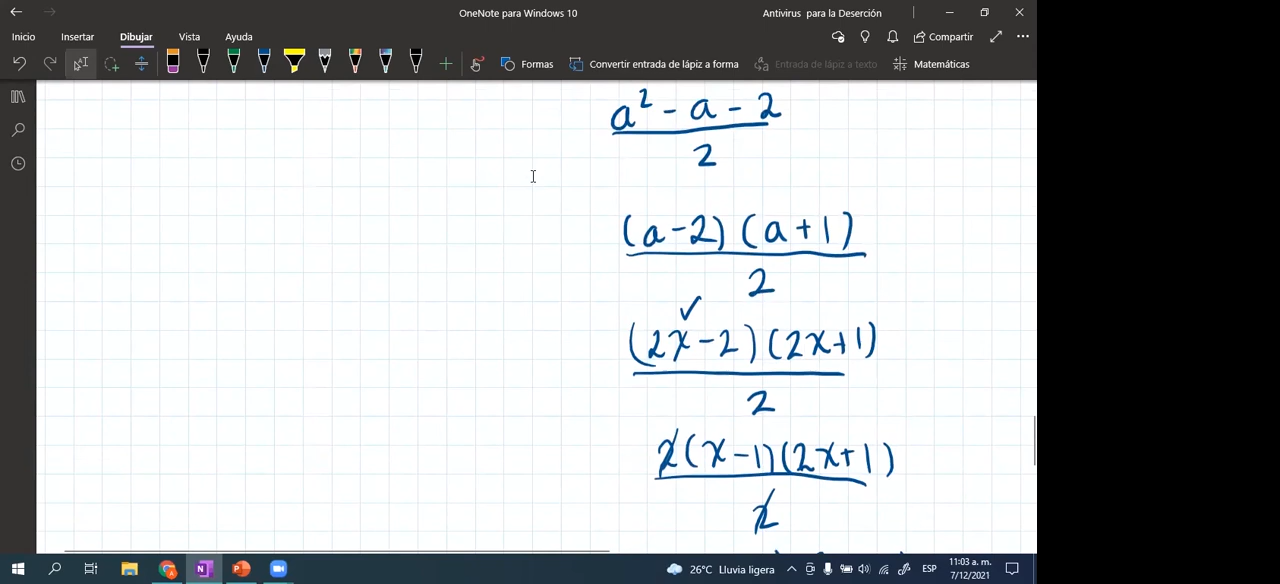 OneNote para Windows 10
Antivirus para la Deserción
Inicio Insertar Dibujar Vista Ayuda
Compartir
Formas Convertir entrada de lápiz a forma Entrada de lápiz a texto Matemáticas
a² - a - 2
2
(a-2) (a+1)
2
✓
(2x-2)(2x+1)
2
2(x-1)(2x+1)
2
26°C Lluvia ligera
ESP
11:03 a. m.
7/12/2021